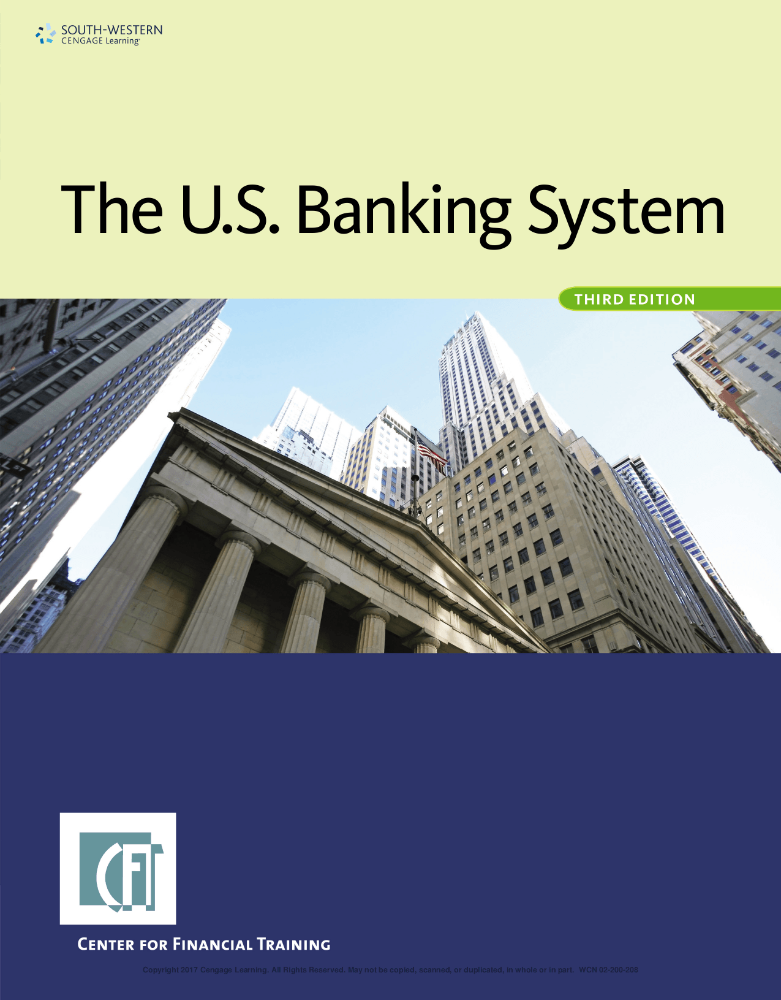 SOUTH-WESTERN
CENGAGE Learning®
The U.S. Banking System
THIRD EDITION
CFT
CENTER FOR FINANCIAL TRAINING
Copyright 2017 Cengage Learning. All Rights Reserved. May not be copied, scanned, or duplicated, in whole or in part. WCN 02-200-208